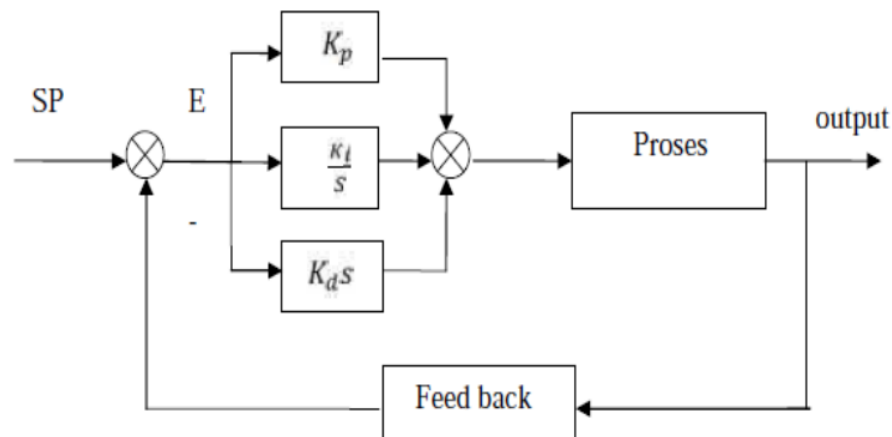 SP
E
-
K_p
K_i
s
K_d s
Proses
output
Feed back